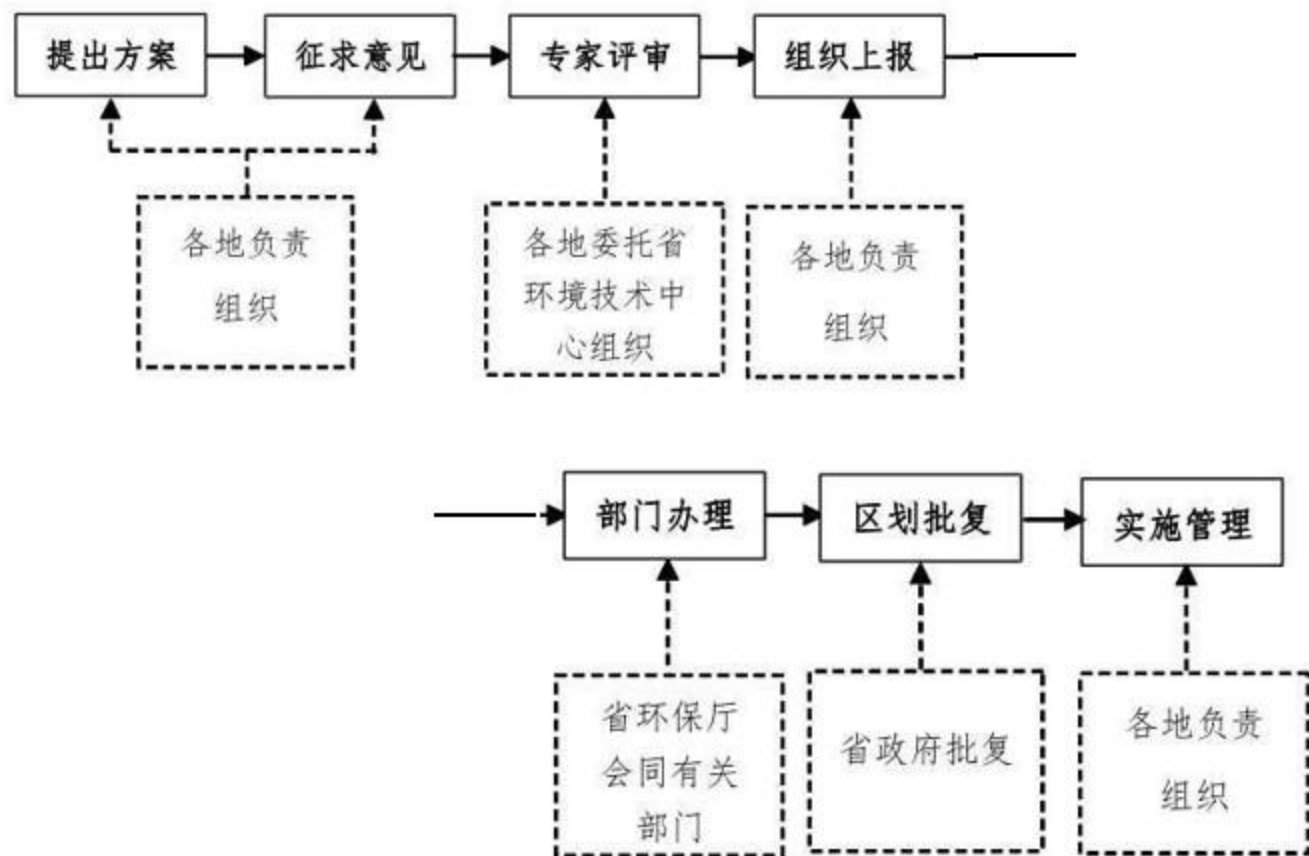 提出方案
征求意见
专家评审
组织上报
各地负责
组织
各地委托省
环境技术中
心组织
各地负责
组织
部门办理
区划批复
实施管理
省环保厅
会同有关
部门
省政府批复
各地负责
组织